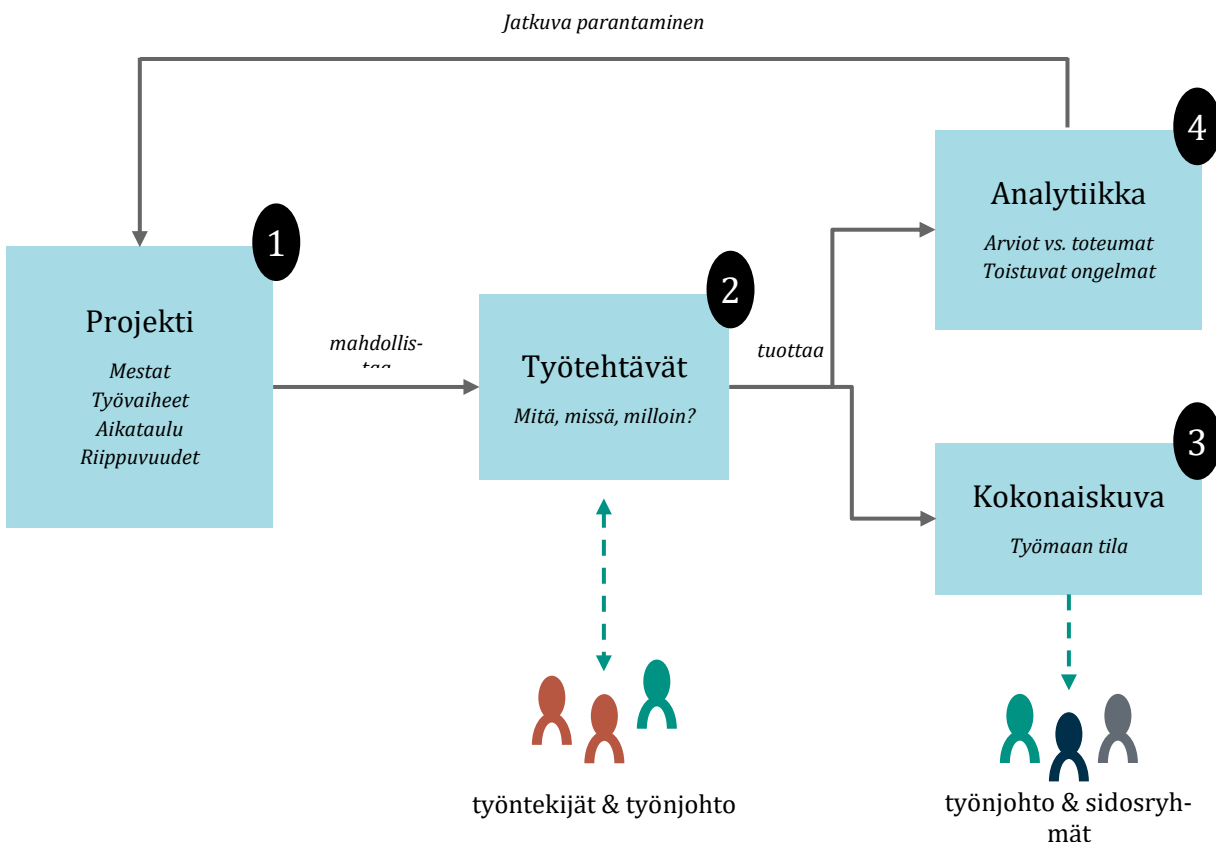 Jatkuva parantaminen
4
Analytiikka
Arviot vs. toteumat
Toistuvat ongelmat
1
Projekti
Mestat
Työvaiheet
Aikataulu
Riippuvuudet
mahdollis-
taa
2
Työtehtävät
Mitä, missä, milloin?
tuottaa
3
Kokonaiskuva
Työmaan tila
työntekijät & työnjohto
työnjohto & sidosryh-
mät